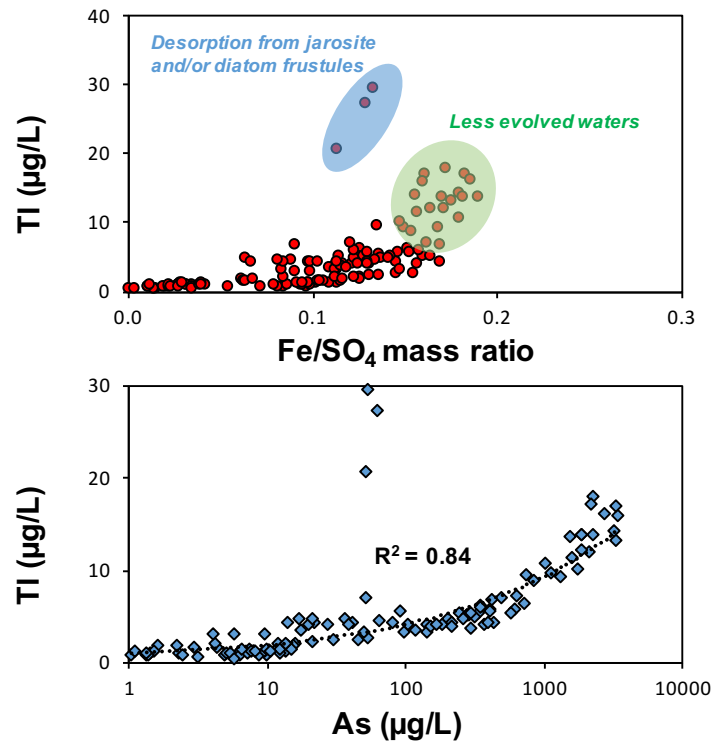 40
30
20
10
0
Tl (µg/L)
Desorption from jarosite
and/or diatom frustules
Less evolved waters
0.0 0.1 0.2 0.3
Fe/SO₄ mass ratio
30
20
10
0
Tl (µg/L)
R² = 0.84
1 10 100 1000 10000
As (µg/L)